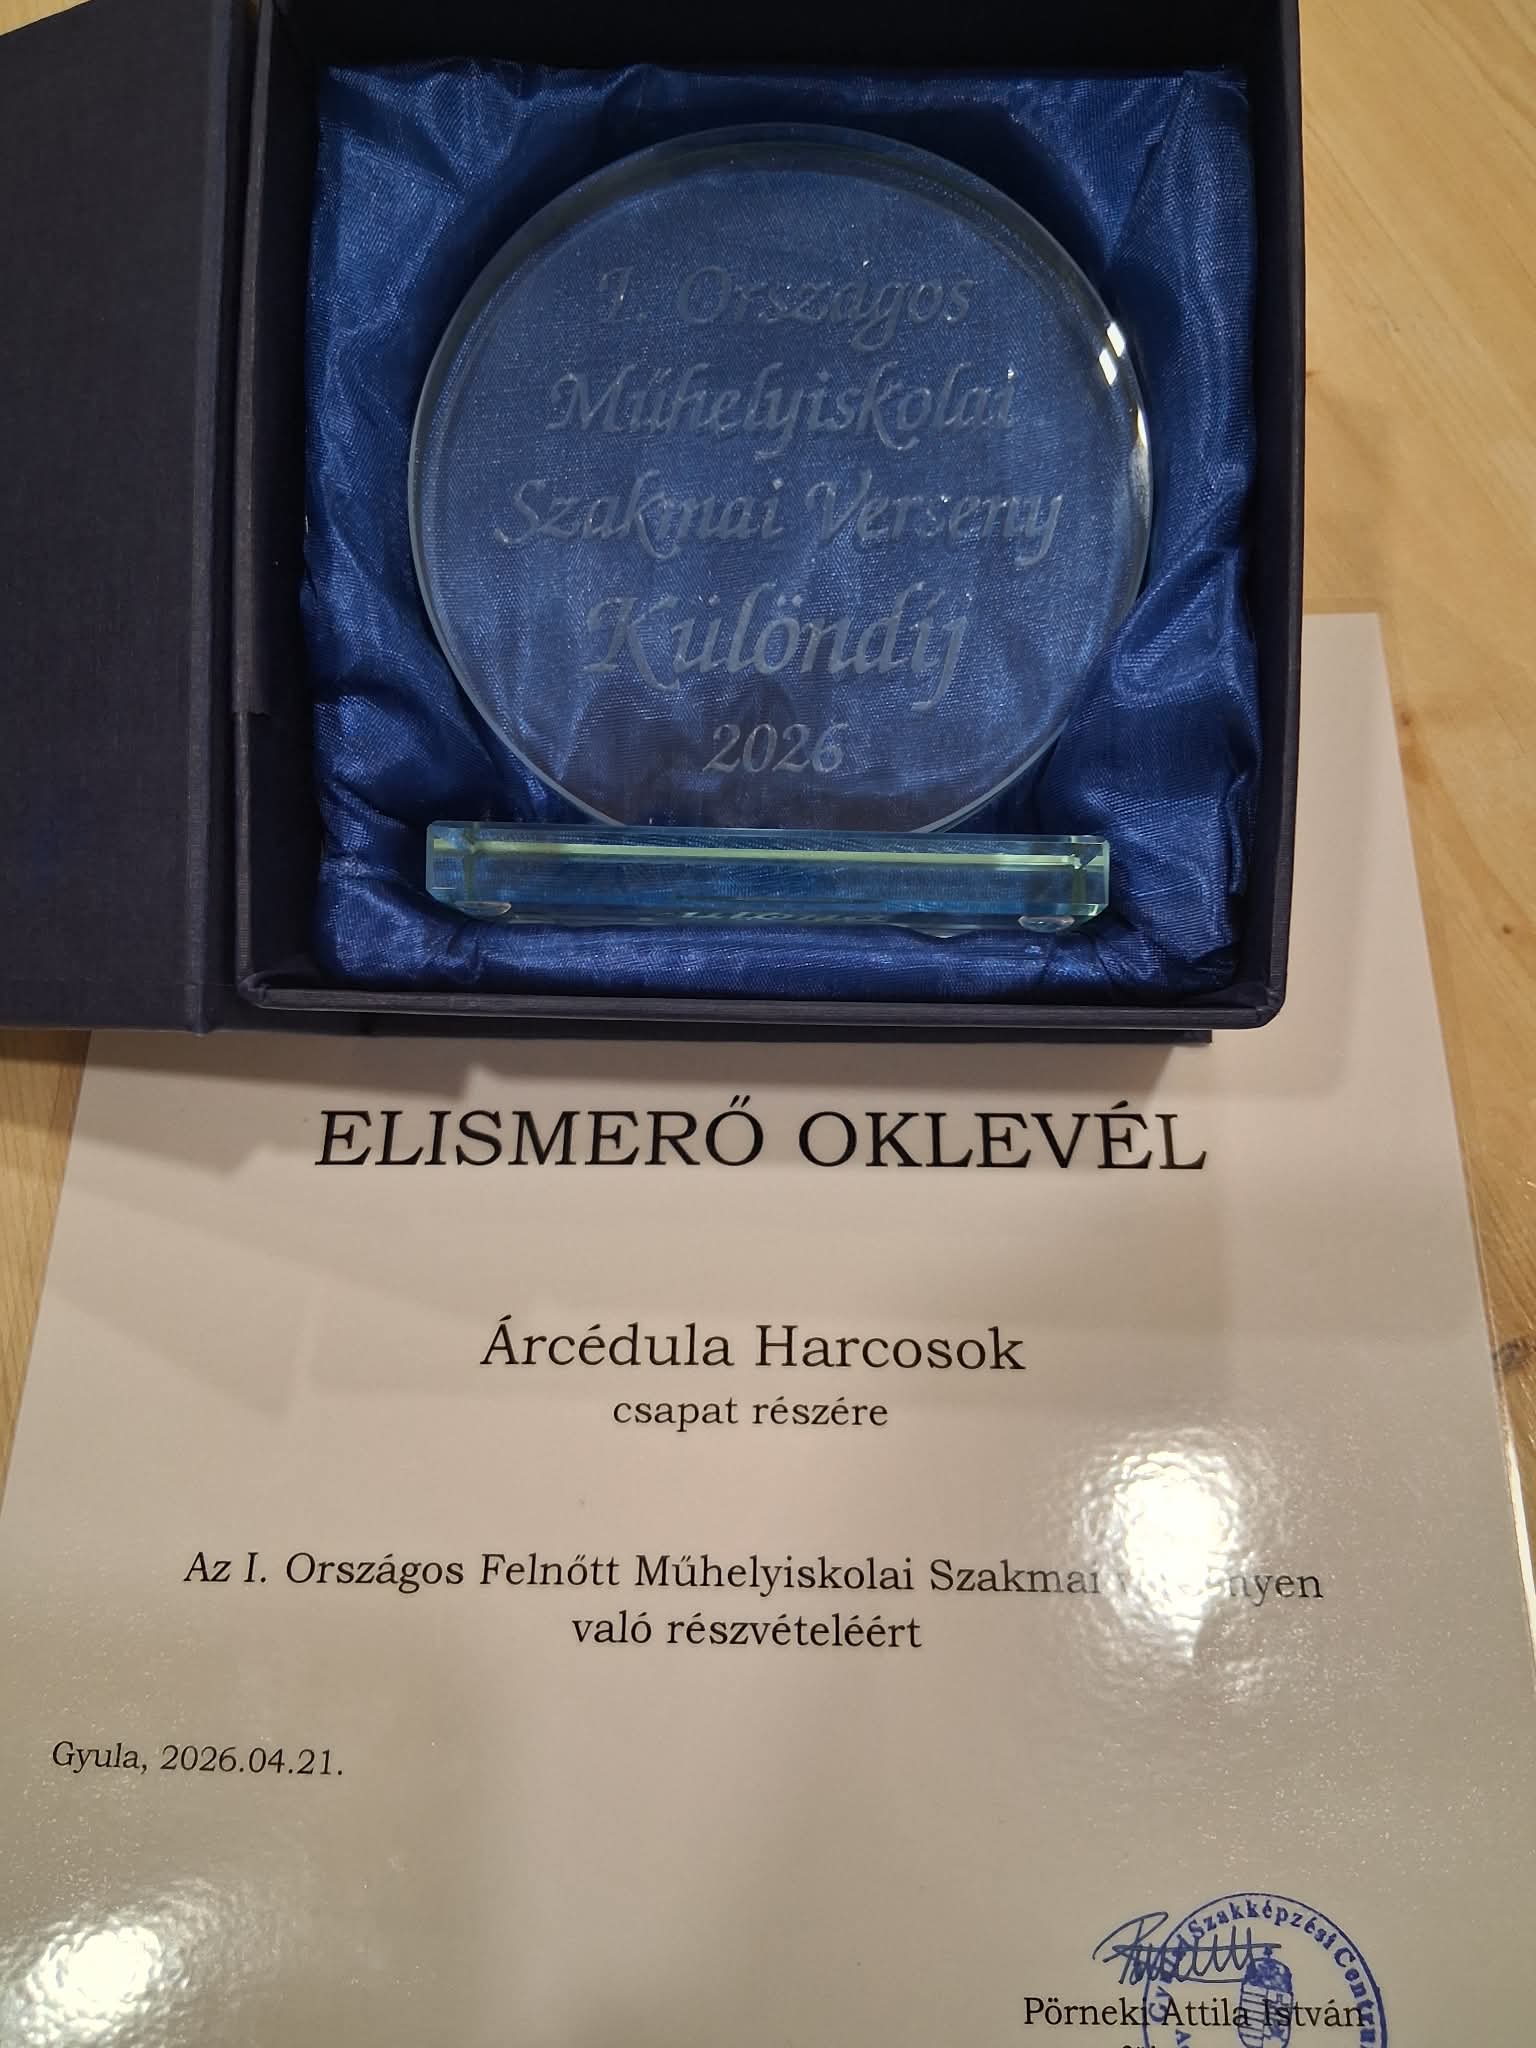 I. Országos
Műhelyiskolai
Szakmai Verseny
Különdíj
2026
ELISMERŐ OKLEVÉL
Árcédula Harcosok
csapat részére
Az I. Országos Felnőtt Műhelyiskolai Szakmai
való részvételéért
Gyula, 2026.04.21.
Szakképzési
Pörneki Attila István